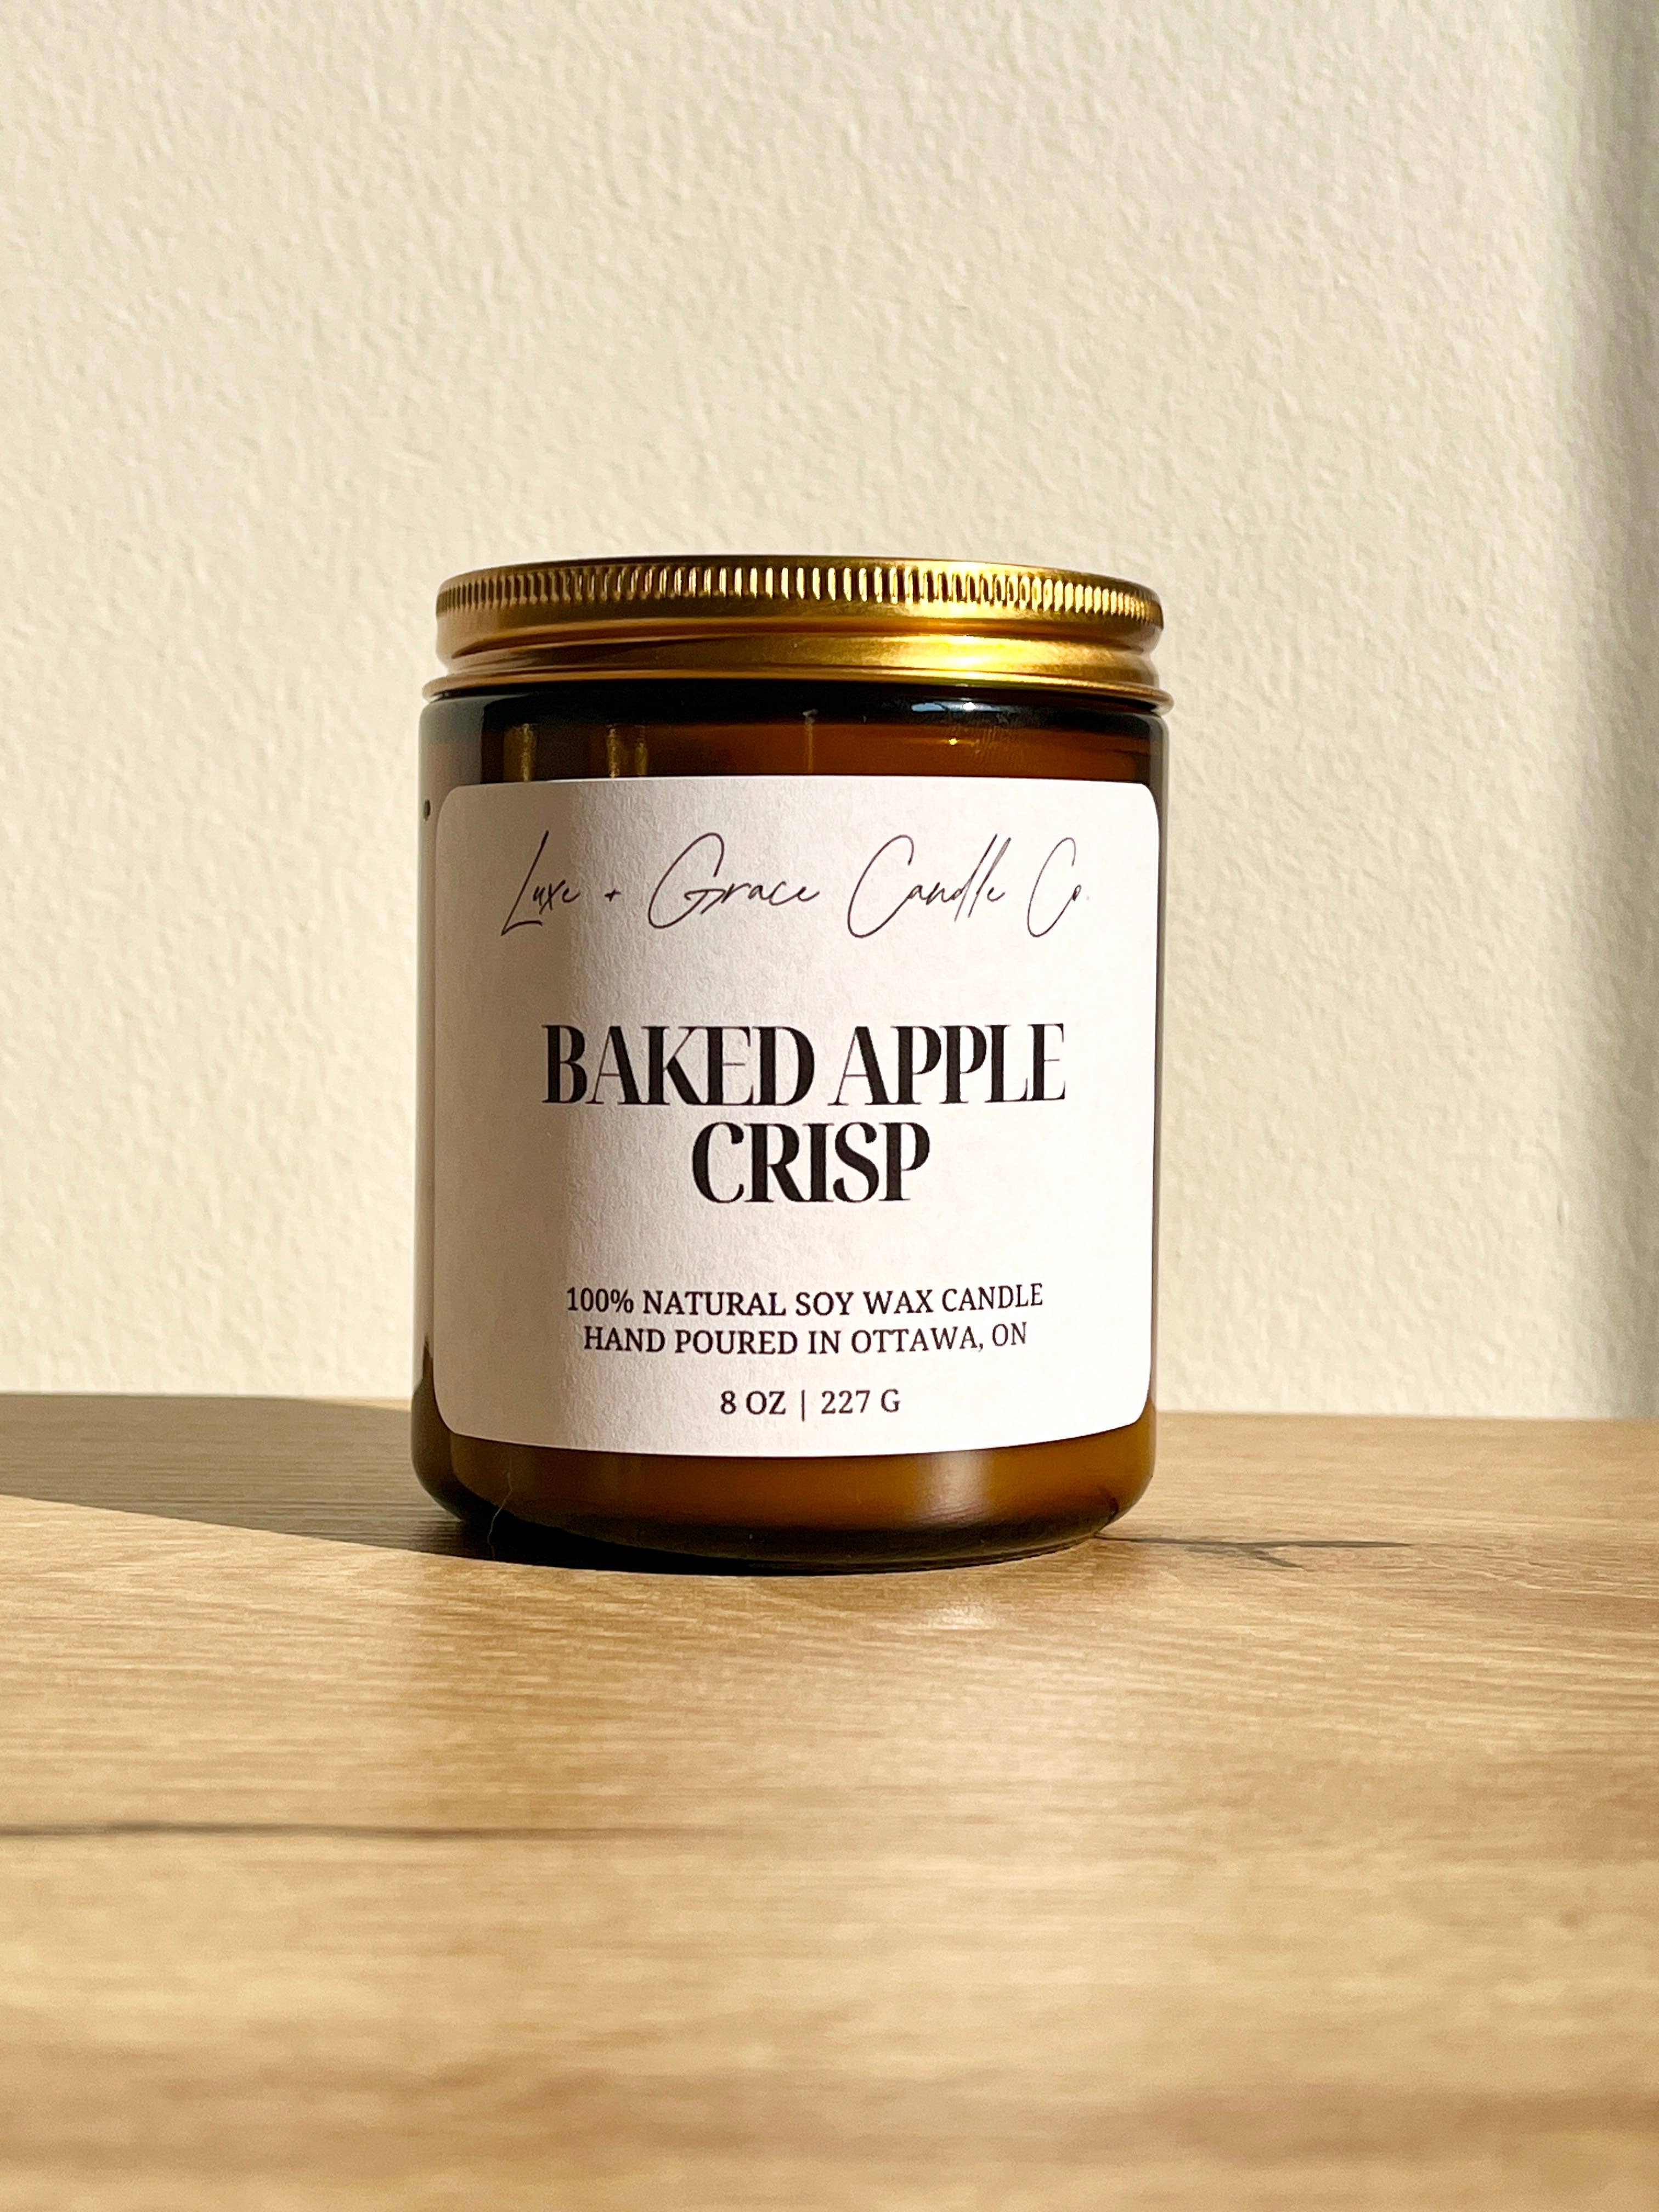 Luxe + Grace Candle Co.
BAKED APPLE
CRISP
100% NATURAL SOY WAX CANDLE
HAND POURED IN OTTAWA, ON
8 OZ | 227 G